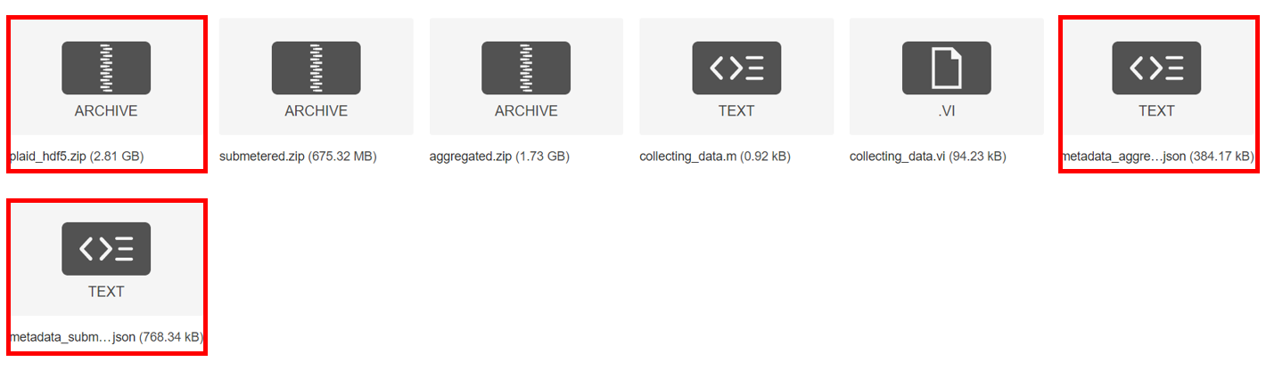 ARCHIVE
ARCHIVE
ARCHIVE
TEXT
.VI
TEXT
plaid_hdf5.zip (2.81 GB)
submetered.zip (675.32 MB)
aggregated.zip (1.73 GB)
collecting_data.m (0.92 kB)
collecting_data.vi (94.23 kB)
metadata_aggre...json (384.17 kB)
TEXT
metadata_subm...json (768.34 kB)